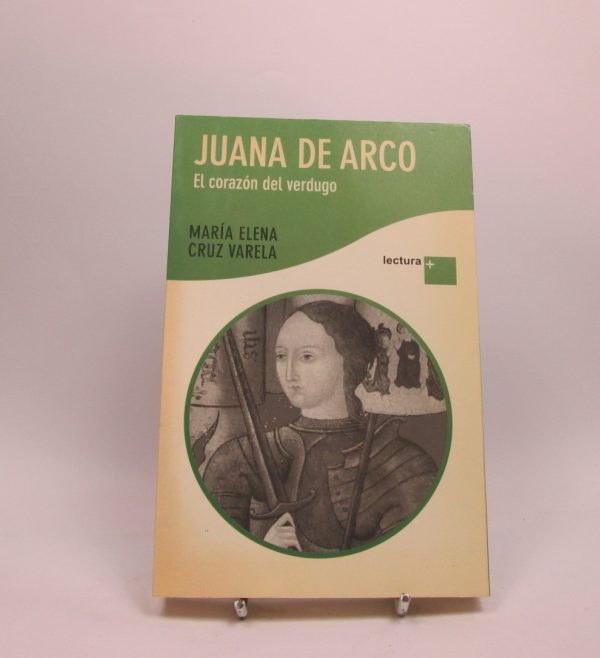 JUANA DE ARCO
El corazón del verdugo
MARÍA ELENA
CRUZ VARELA
lectura +